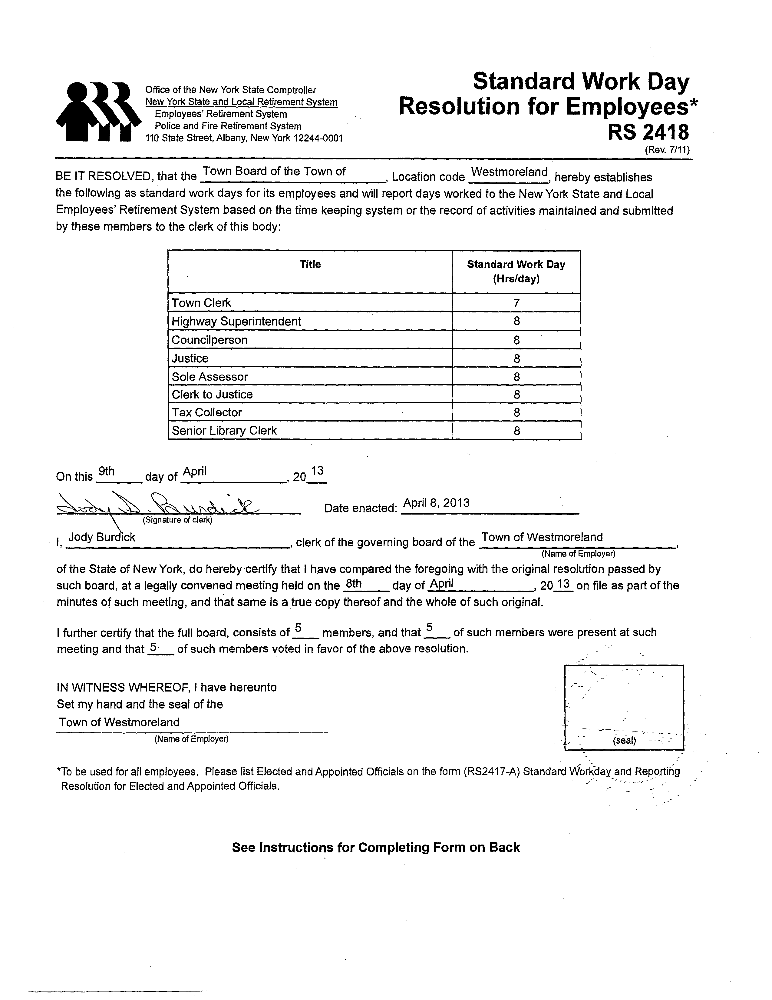 Office of the New York State Comptroller
New York State and Local Retirement System
Employees' Retirement System
Police and Fire Retirement System
110 State Street, Albany, New York 12244-0001
Standard Work Day
Resolution for Employees*
RS 2418
(Rev. 7/11)
BE IT RESOLVED, that the Town Board of the Town of, Location code Westmoreland, hereby establishes
the following as standard work days for its employees and will report days worked to the New York State and Local
Employees' Retirement System based on the time keeping system or the record of activities maintained and submitted
by these members to the clerk of this body:
Title Standard Work Day
(Hrs/day)
Town Clerk 7
Highway Superintendent 8
Councilperson 8
Justice 8
Sole Assessor 8
Clerk to Justice 8
Tax Collector 8
Senior Library Clerk 8
On this 9th day of April, 20 13
Jody D. Burdick Date enacted: April 8, 2013
(Signature of clerk)
I, Jody Burdick, clerk of the governing board of the Town of Westmoreland,
(Name of Employer)
of the State of New York, do hereby certify that I have compared the foregoing with the original resolution passed by
such board, at a legally convened meeting held on the 8th day of April, 20 13 on file as part of the
minutes of such meeting, and that same is a true copy thereof and the whole of such original.
I further certify that the full board, consists of 5 members, and that 5 of such members were present at such
meeting and that 5 of such members voted in favor of the above resolution.
IN WITNESS WHEREOF, I have hereunto
Set my hand and the seal of the
Town of Westmoreland
(Name of Employer)
(seal)
*To be used for all employees. Please list Elected and Appointed Officials on the form (RS2417-A) Standard Workday and Reporting
Resolution for Elected and Appointed Officials.
See Instructions for Completing Form on Back